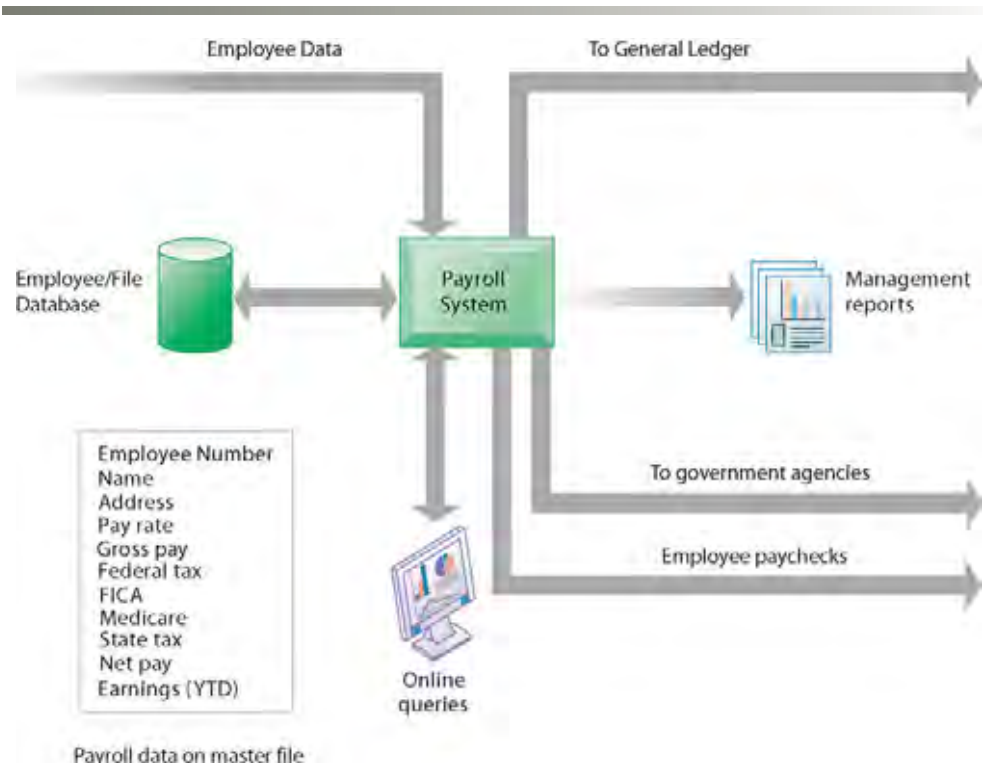 Employee Data
To General Ledger
Employee/File
Database
Payroll
System
Management
reports
Employee Number
Name
Address
Pay rate
Gross pay
Federal tax
FICA
Medicare
State tax
Net pay
Earnings (YTD)
To government agencies
Employee paychecks
Online
queries
Payroll data on master file